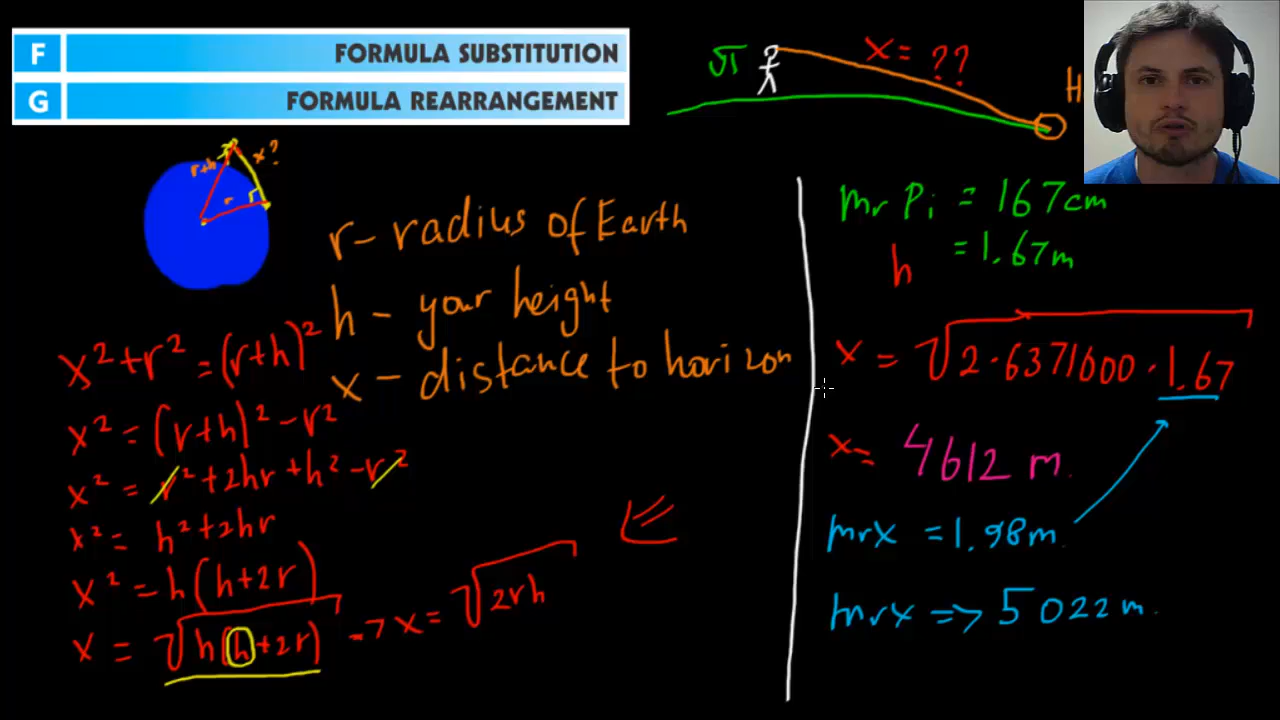 F FORMULA SUBSTITUTION
G FORMULA REARRANGEMENT
√π x = ?? H
r+h x?
r
r - radius of Earth
h - your height
x - distance to horizon
x² + r² = (r+h)²
x² = (r+h)² - r²
x² = r² + 2hr + h² - r²
x² = h² + 2hr
x² = h(h+2r)
x = √h(h+2r) => x = √2rh
mr Pi = 167cm
h = 1.67m
x = √2·6371000·1.67
x = 4612 m.
mrx = 1.98m.
mrx => 5022m.